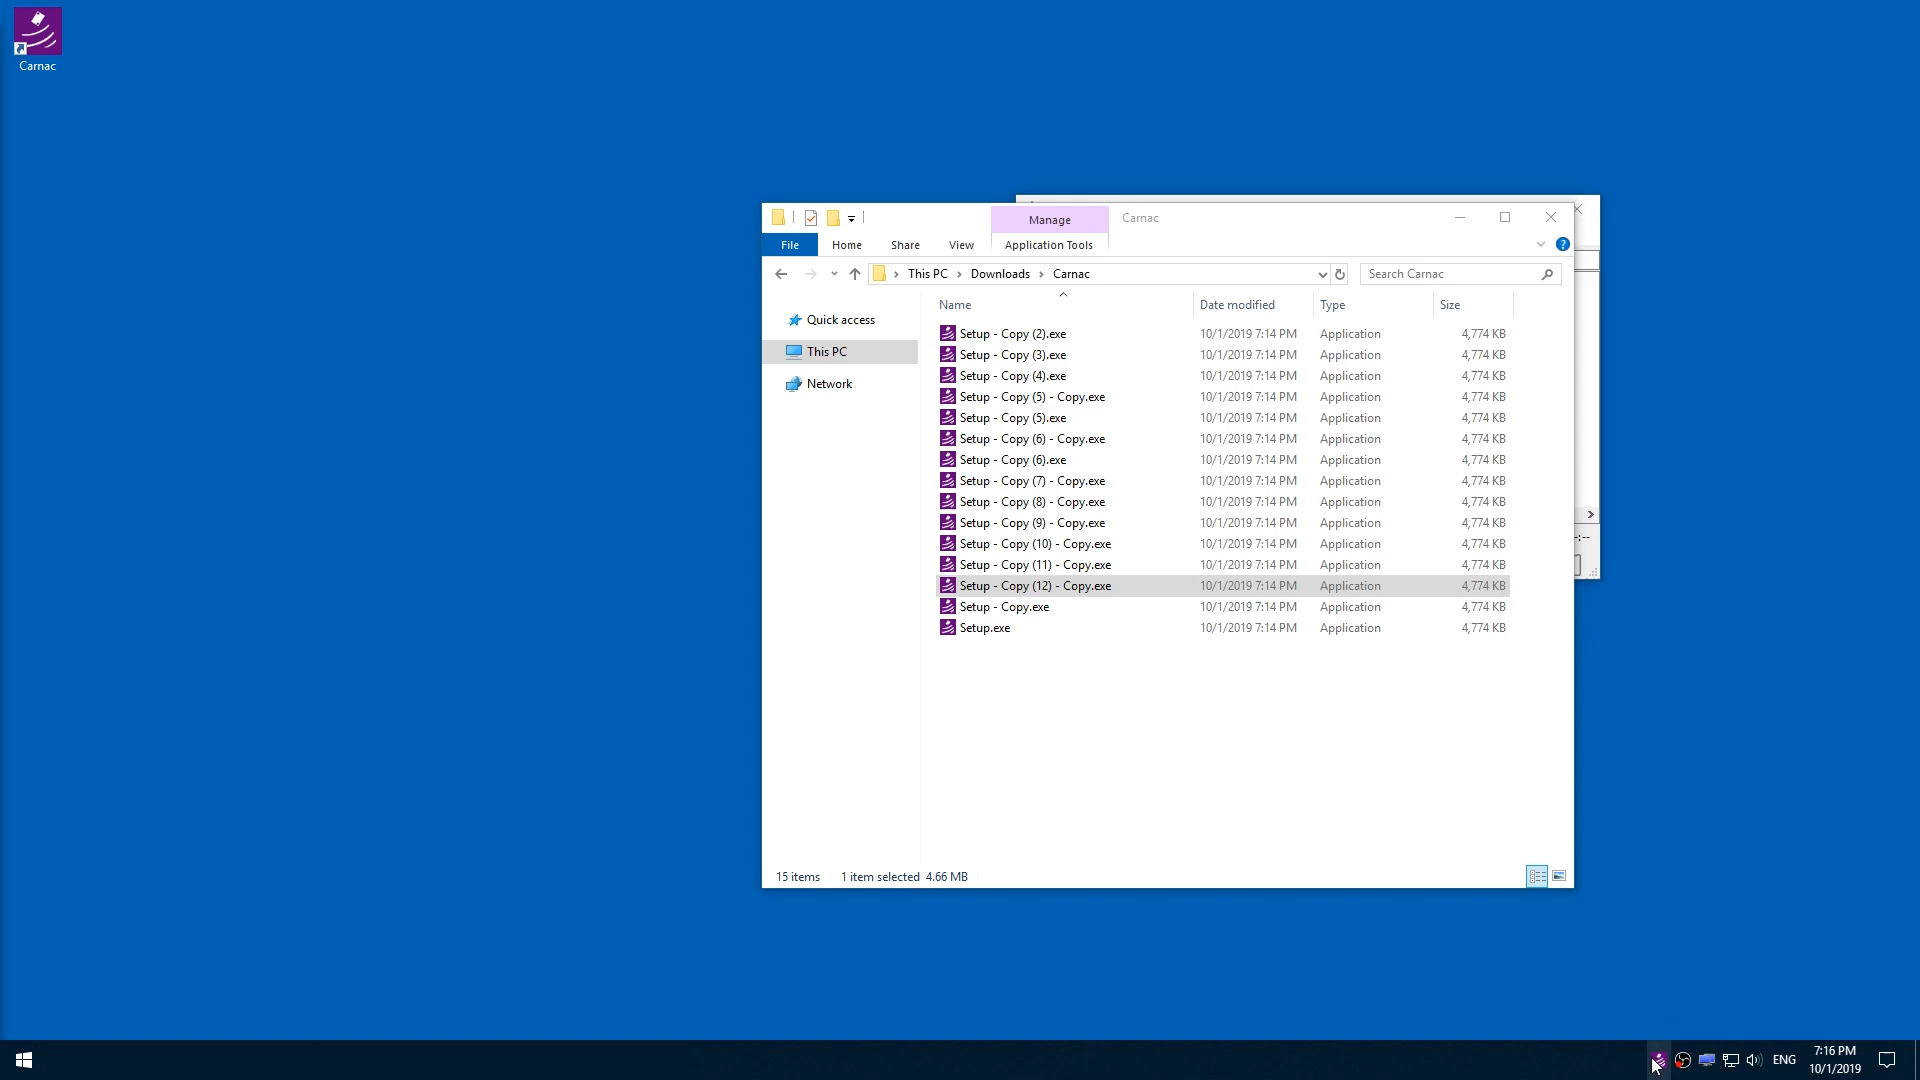 Carnac
Manage
Carnac
File
Home
Share
View
Application Tools
This PC
Downloads
Carnac
Search Carnac
Name
Date modified
Type
Size
Quick access
This PC
Network
Setup - Copy (2).exe 10/1/2019 7:14 PM Application 4,774 KB
Setup - Copy (3).exe 10/1/2019 7:14 PM Application 4,774 KB
Setup - Copy (4).exe 10/1/2019 7:14 PM Application 4,774 KB
Setup - Copy (5) - Copy.exe 10/1/2019 7:14 PM Application 4,774 KB
Setup - Copy (5).exe 10/1/2019 7:14 PM Application 4,774 KB
Setup - Copy (6) - Copy.exe 10/1/2019 7:14 PM Application 4,774 KB
Setup - Copy (6).exe 10/1/2019 7:14 PM Application 4,774 KB
Setup - Copy (7) - Copy.exe 10/1/2019 7:14 PM Application 4,774 KB
Setup - Copy (8) - Copy.exe 10/1/2019 7:14 PM Application 4,774 KB
Setup - Copy (9) - Copy.exe 10/1/2019 7:14 PM Application 4,774 KB
Setup - Copy (10) - Copy.exe 10/1/2019 7:14 PM Application 4,774 KB
Setup - Copy (11) - Copy.exe 10/1/2019 7:14 PM Application 4,774 KB
Setup - Copy (12) - Copy.exe 10/1/2019 7:14 PM Application 4,774 KB
Setup - Copy.exe 10/1/2019 7:14 PM Application 4,774 KB
Setup.exe 10/1/2019 7:14 PM Application 4,774 KB
15 items
1 item selected 4.66 MB
-:--
ENG
7:16 PM
10/1/2019